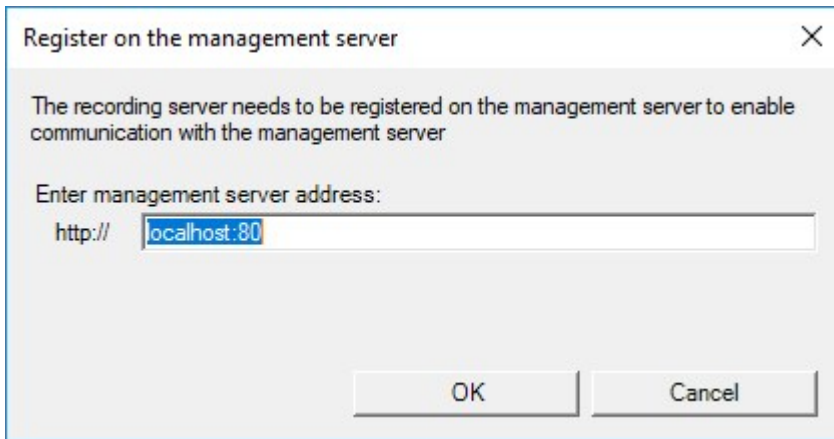 Register on the management server
The recording server needs to be registered on the management server to enable
communication with the management server
Enter management server address:
http:// localhost:80
OK Cancel